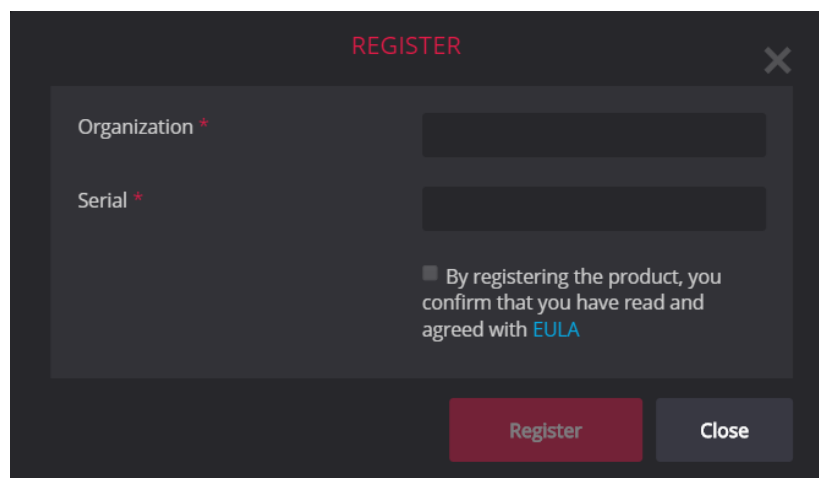 REGISTER
Organization *
Serial *
By registering the product, you
confirm that you have read and
agreed with EULA
Register
Close